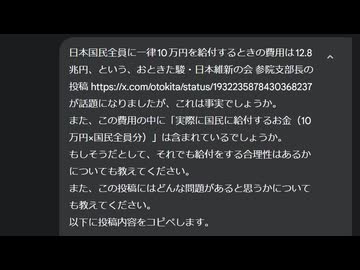 日本国民全員に一律10万円を給付するときの費用は12.8
兆円、という、おときた駿・日本維新の会 参院支部長の
投稿 https://x.com/otokita/status/1932235878430368237
が話題になりましたが、これは事実でしょうか。
また、この費用の中に「実際に国民に給付するお金（10
万円×国民全員分）」は含まれているでしょうか。
もしそうだとして、それでも給付をする合理性はあるか
についても教えてください。
また、この投稿にはどんな問題があると思うかについて
も教えてください。
以下に投稿内容をコピペします。